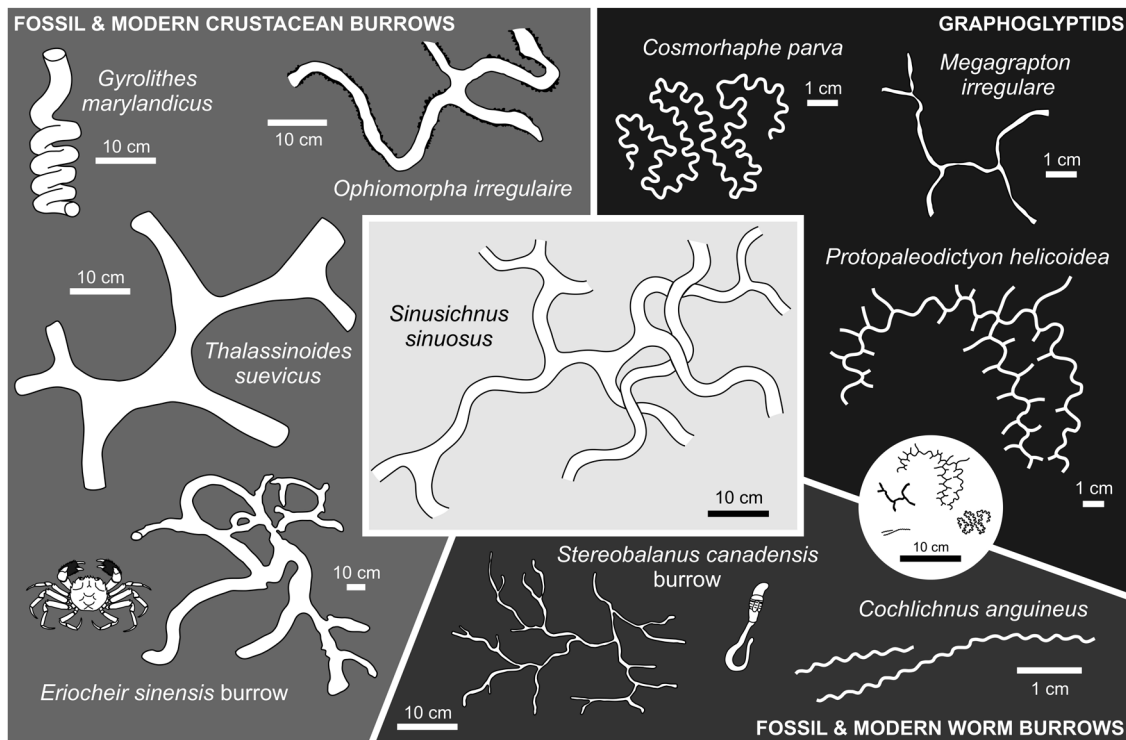 FOSSIL & MODERN CRUSTACEAN BURROWS
Gyrolithes
marylandicus
10 cm
10 cm
Ophiomorpha irregulaire
10 cm
Thalassinoides
suevicus
10 cm
Eriocheir sinensis burrow
GRAPHOGLYPTIDS
Cosmorhaphe parva
1 cm
Megagrapton
irregulare
1 cm
Protopaleodictyon helicoidea
1 cm
10 cm
Sinusichnus
sinuosus
10 cm
Stereobalanus canadensis
burrow
10 cm
Cochlichnus anguineus
1 cm
FOSSIL & MODERN WORM BURROWS